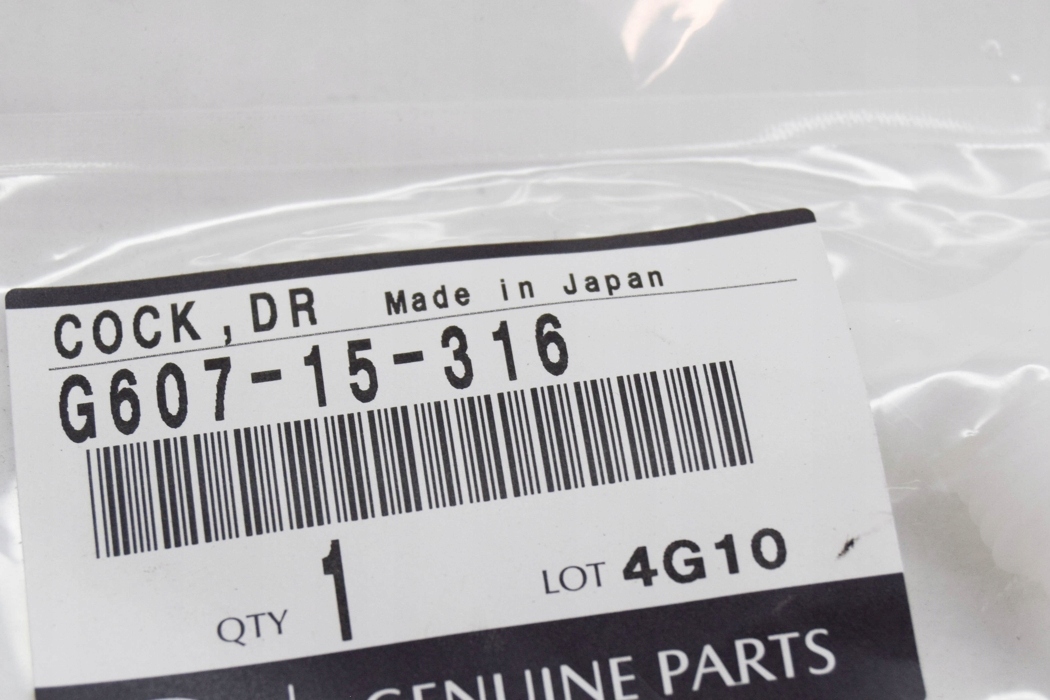 COCK, DR Made in Japan
G607-15-316
QTY 1 LOT 4G10
GENUINE PARTS